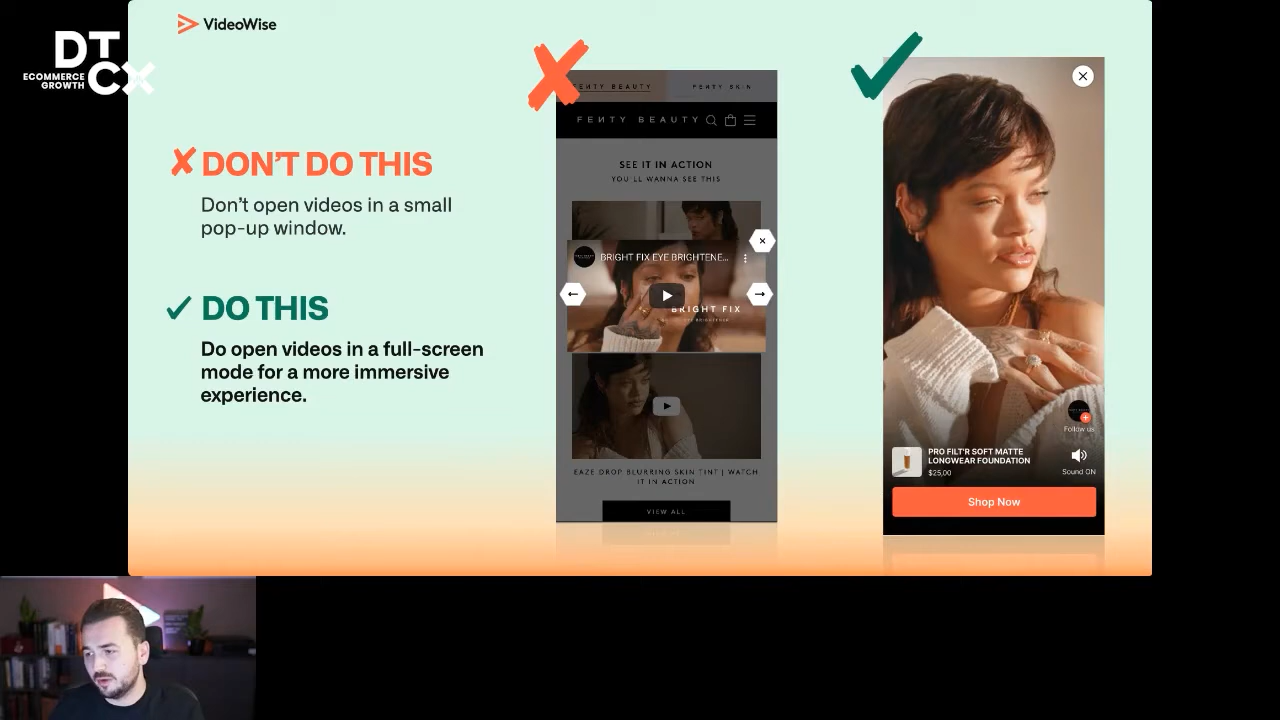 VideoWise
DTCX
ECOMMERCE
GROWTH
✘ DON'T DO THIS
Don't open videos in a small
pop-up window.
✓ DO THIS
Do open videos in a full-screen
mode for a more immersive
experience.
FENTY BEAUTY FENTY SKIN
FEИTY BEAUTY
SEE IT IN ACTION
YOU'LL WANNA SEE THIS
BRIGHT FIX EYE BRIGHTENE...
BRIGHT FIX
EAZE DROP BLURRING SKIN TINT | WATCH
IT IN ACTION
VIEW ALL
Follow us
PRO FILT'R SOFT MATTE
LONGWEAR FOUNDATION
$25,00
Sound ON
Shop Now